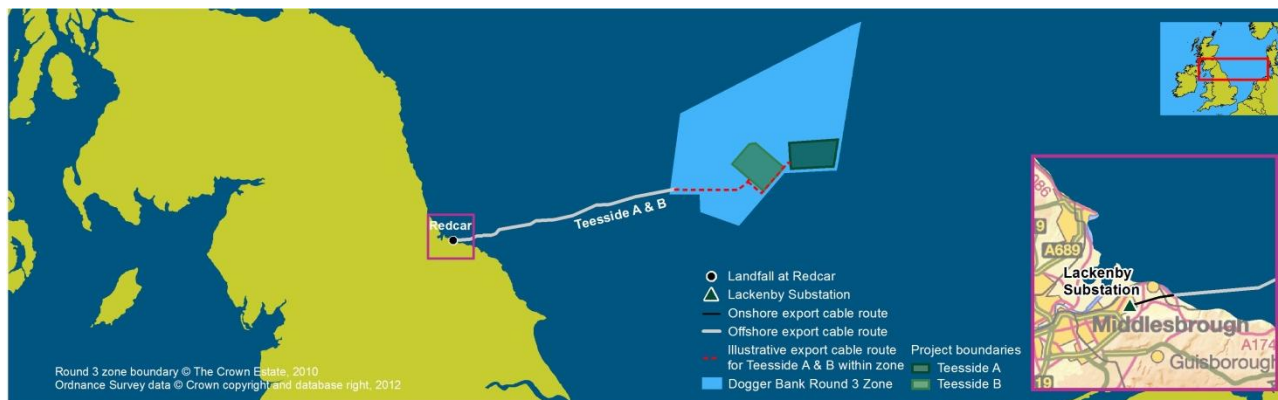 Redcar
Teesside A & B
Landfall at Redcar
Lackenby Substation
Onshore export cable route
Offshore export cable route
Illustrative export cable route
for Teesside A & B within zone
Dogger Bank Round 3 Zone
Project boundaries
Teesside A
Teesside B
Round 3 zone boundary © The Crown Estate, 2010
Ordnance Survey data © Crown copyright and database right, 2012
A689
Lackenby
Substation
Middlesbrough
A174
Guisborough
19